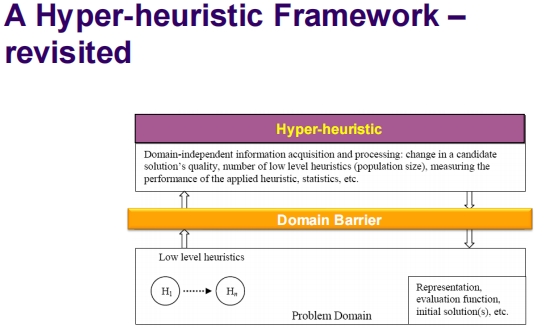 A Hyper-heuristic Framework –
revisited
Hyper-heuristic
Domain-independent information acquisition and processing: change in a candidate
solution's quality, number of low level heuristics (population size), measuring the
performance of the applied heuristic, statistics, etc.
Domain Barrier
Low level heuristics
H1
Hn
Representation,
evaluation function,
initial solution(s), etc.
Problem Domain